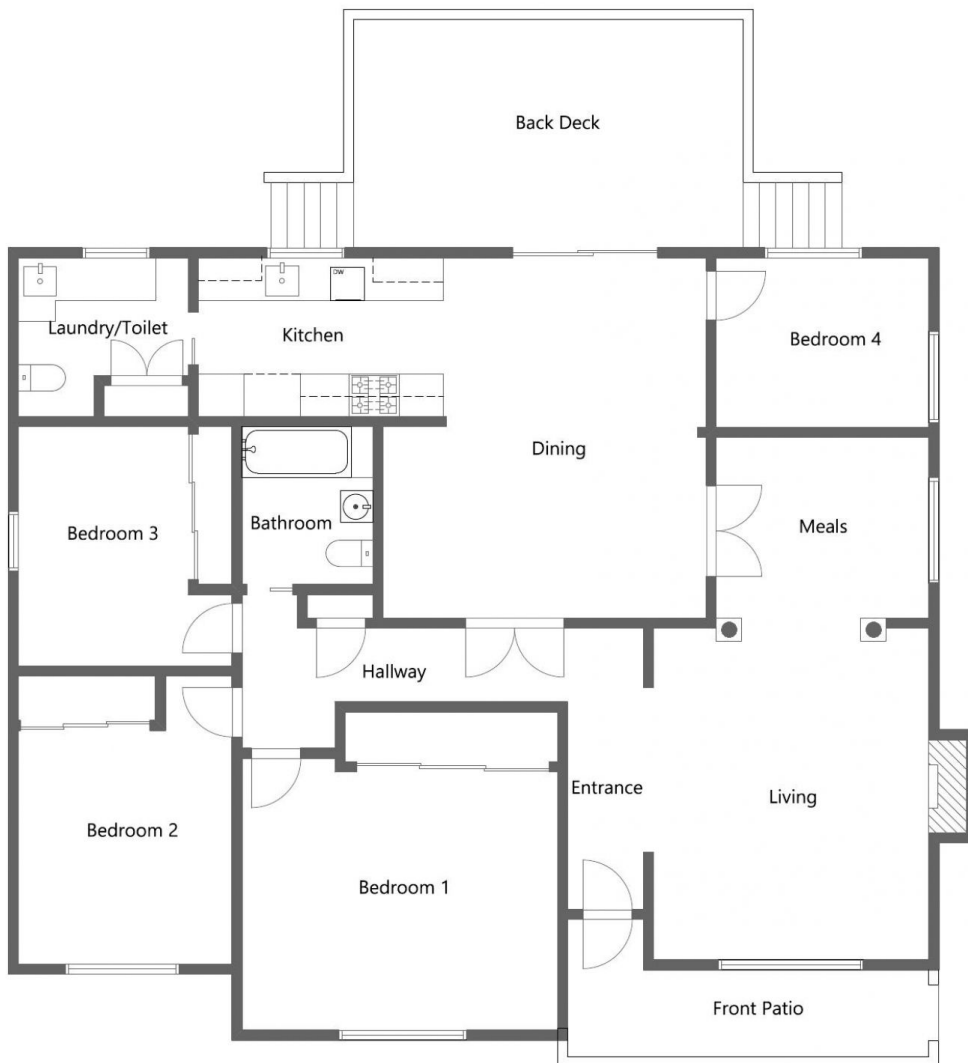 Back Deck
DW
Laundry/Toilet
Kitchen
Bedroom 4
Dining
Bedroom 3
Bathroom
Meals
Hallway
Entrance
Living
Bedroom 2
Bedroom 1
Front Patio